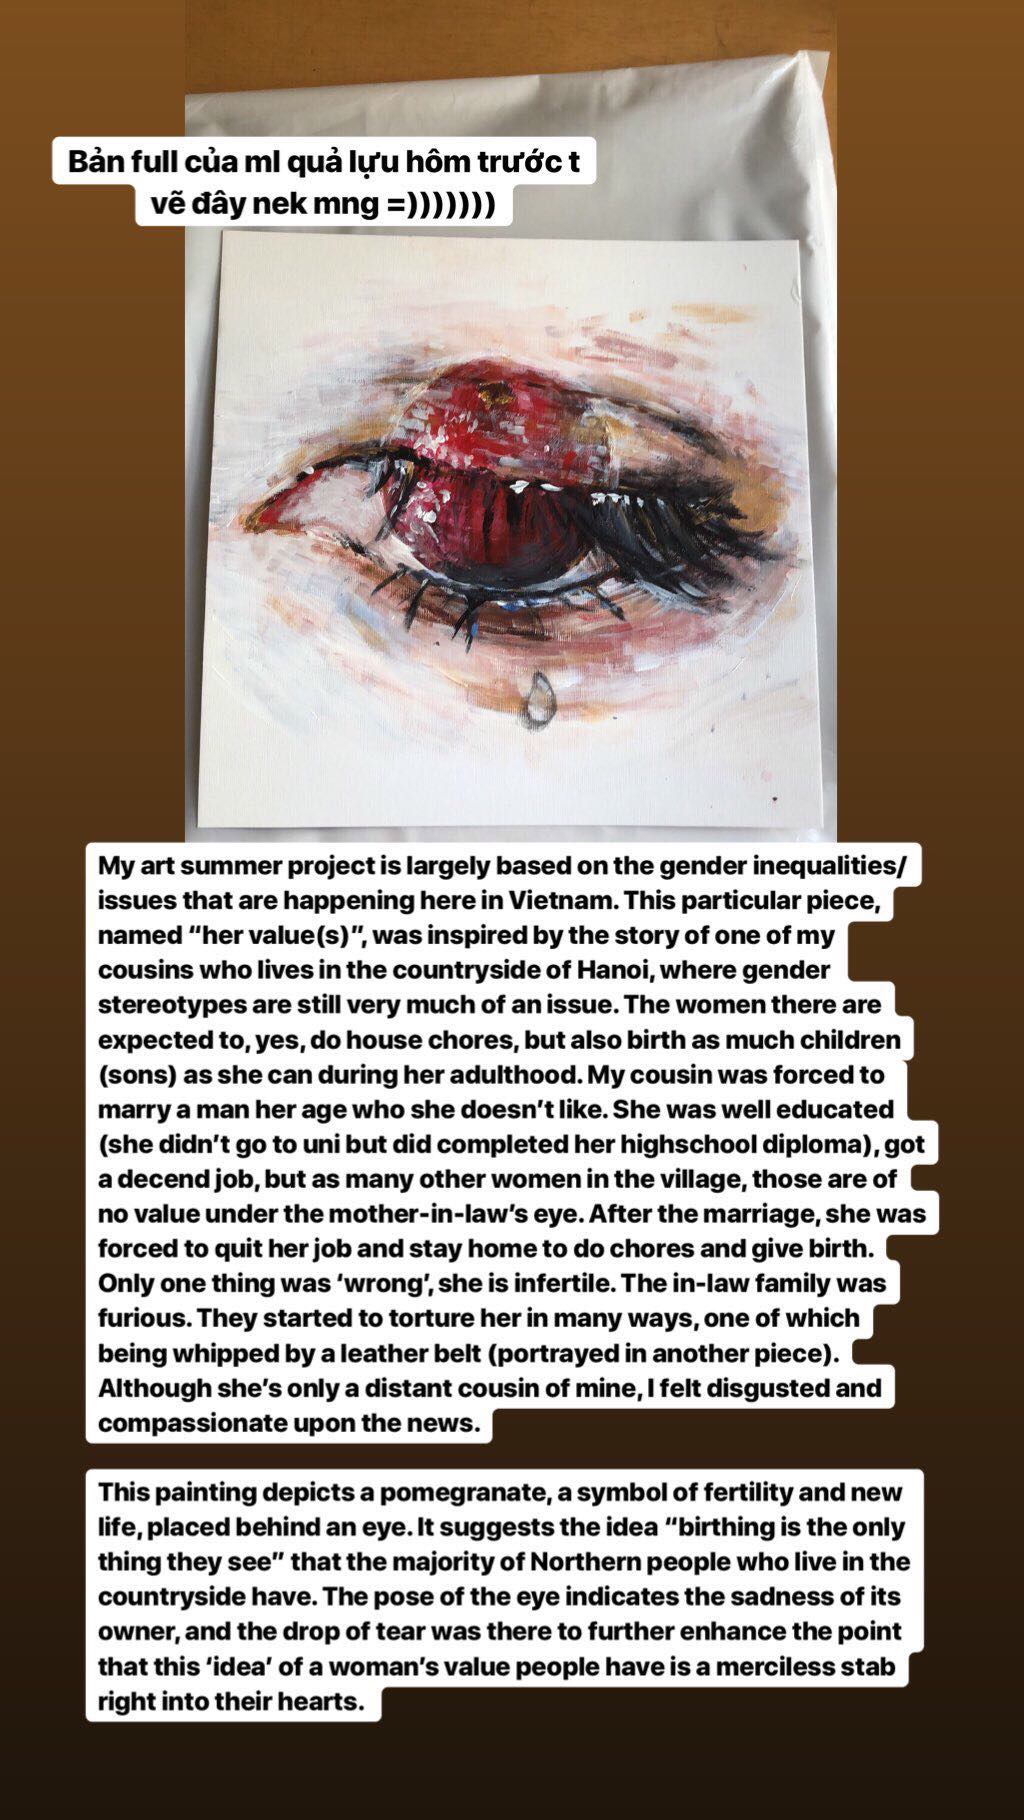 Bản full của ml quả lựu hôm trước t
vẽ đây nek mng =)))))))
My art summer project is largely based on the gender inequalities/
issues that are happening here in Vietnam. This particular piece,
named “her value(s)”, was inspired by the story of one of my
cousins who lives in the countryside of Hanoi, where gender
stereotypes are still very much of an issue. The women there are
expected to, yes, do house chores, but also birth as much children
(sons) as she can during her adulthood. My cousin was forced to
marry a man her age who she doesn’t like. She was well educated
(she didn’t go to uni but did completed her highschool diploma), got
a decend job, but as many other women in the village, those are of
no value under the mother-in-law’s eye. After the marriage, she was
forced to quit her job and stay home to do chores and give birth.
Only one thing was ‘wrong’, she is infertile. The in-law family was
furious. They started to torture her in many ways, one of which
being whipped by a leather belt (portrayed in another piece).
Although she’s only a distant cousin of mine, I felt disgusted and
compassionate upon the news.
This painting depicts a pomegranate, a symbol of fertility and new
life, placed behind an eye. It suggests the idea “birthing is the only
thing they see” that the majority of Northern people who live in the
countryside have. The pose of the eye indicates the sadness of its
owner, and the drop of tear was there to further enhance the point
that this ‘idea’ of a woman’s value people have is a merciless stab
right into their hearts.